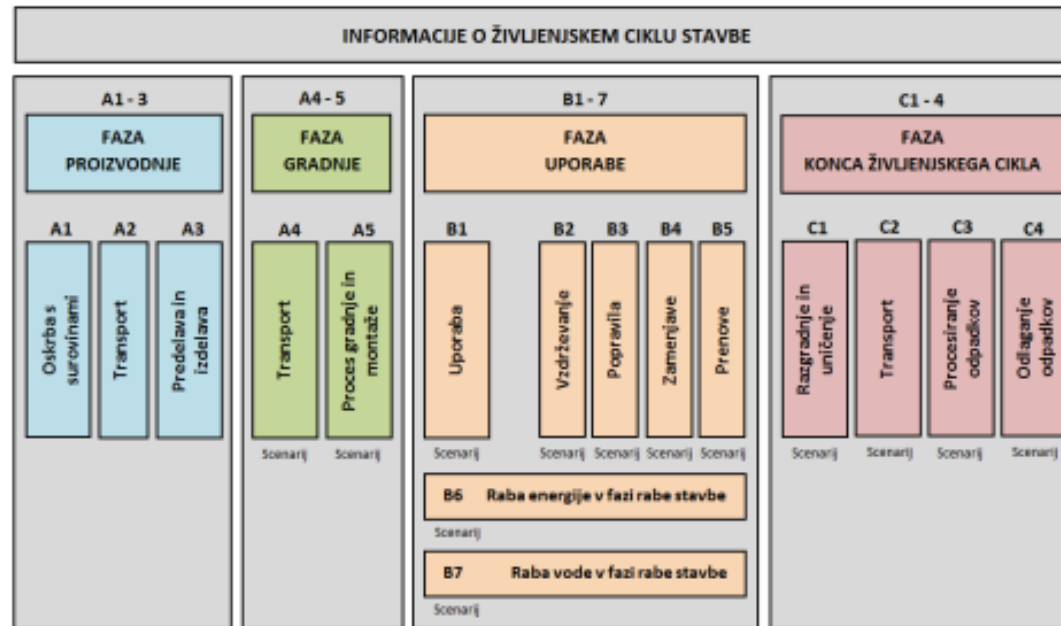 INFORMACIJE O ŽIVLJENJSKEM CIKLU STAVBE
A1 - 3
FAZA
PROIZVODNJE
A1
A2
A3
Oskrba s
surovinami
Transport
Predelava in
izdelava
A4 - 5
FAZA
GRADNJE
A4
A5
Transport
Proces gradnje in
montaže
Scenarij
Scenarij
B1 - 7
FAZA
UPORABE
B1
B2
B3
B4
B5
Uporaba
Vzdrževanje
Popravila
Zamenjave
Prenove
Scenarij
Scenarij
Scenarij
Scenarij
Scenarij
B6 Raba energije v fazi rabe stavbe
Scenarij
B7 Raba vode v fazi rabe stavbe
Scenarij
C1 - 4
FAZA
KONCA ŽIVLJENJSKEGA CIKLA
C1
C2
C3
C4
Razgradnje in
uničenje
Transport
Procesiranje
odpadkov
Odlaganje
odpadkov
Scenarij
Scenarij
Scenarij
Scenarij